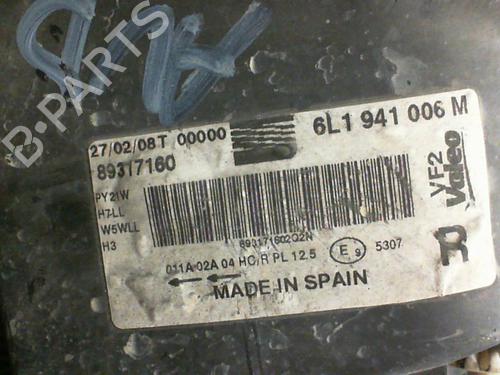 B-PARTS
27/02/08T 00000
6L1 941 006 M
89317160
PY21W
H7LL
W5WLL
H3
89317160202N
011A 02A 04 HC/R PL 12.5
E 9
5307
MADE IN SPAIN
VF2
Valeo